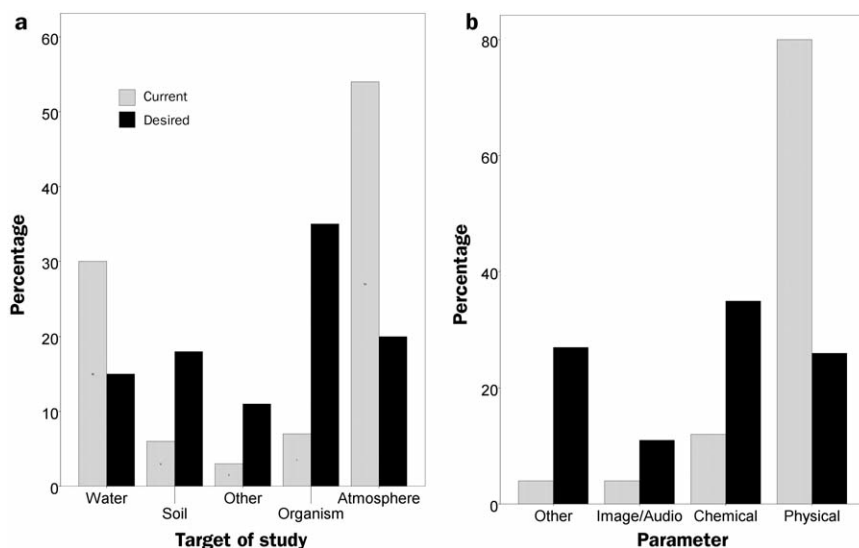 a
60
50
40
30
20
10
0
Percentage
Current
Desired
Water
Soil
Other
Organism
Atmosphere
Target of study
b
80
60
40
20
0
Percentage
Other
Image/Audio
Chemical
Physical
Parameter